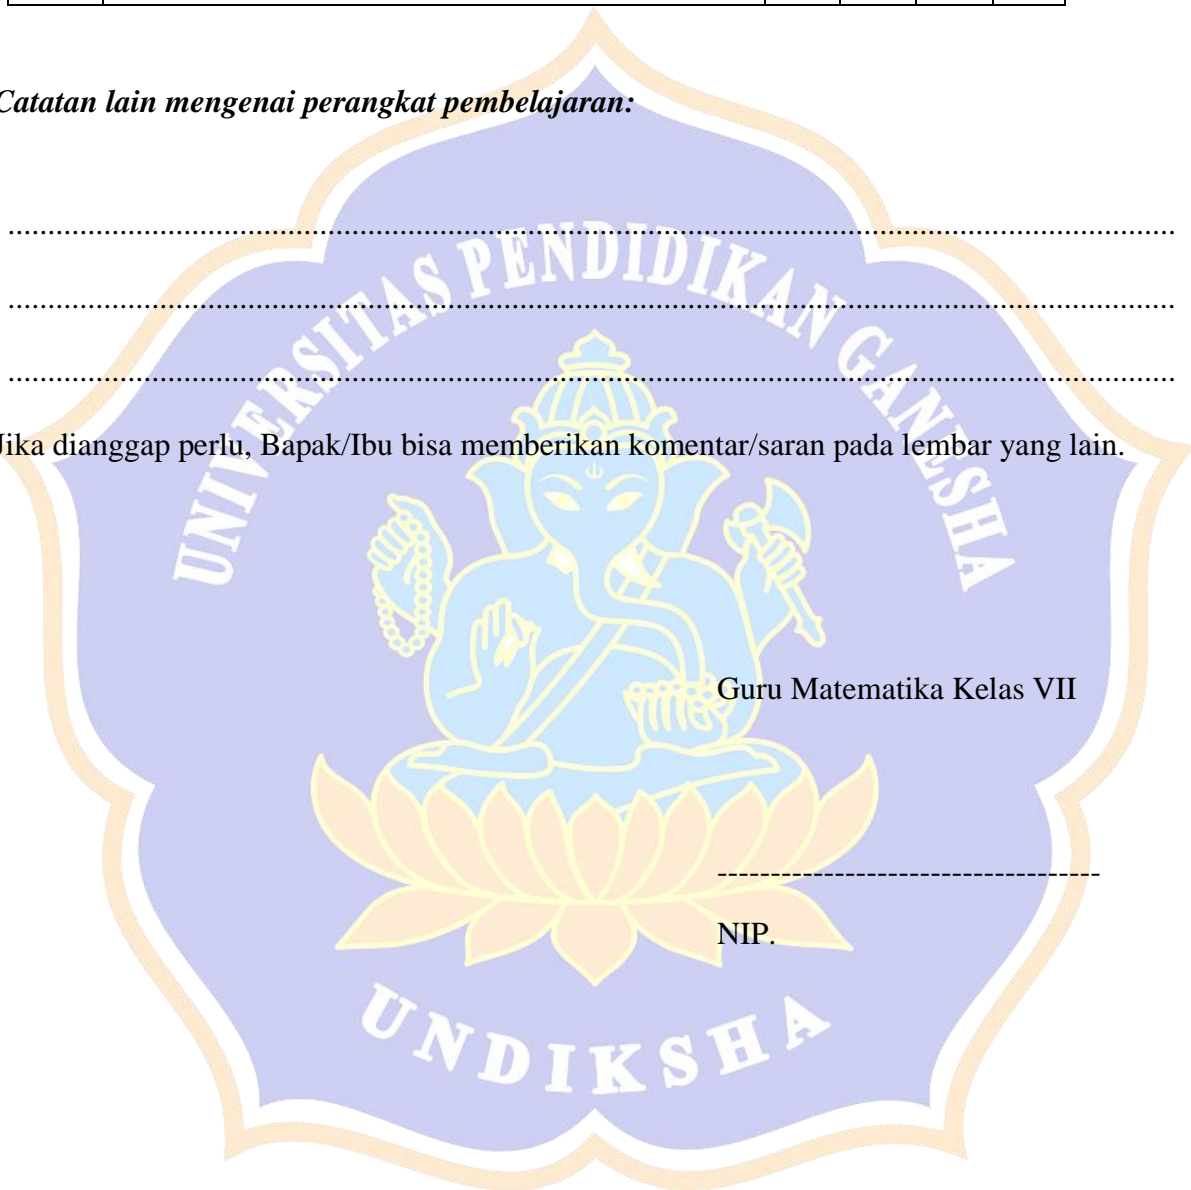 Catatan lain mengenai perangkat pembelajaran:
....................................................................................................................................................
....................................................................................................................................................
....................................................................................................................................................
Jika dianggap perlu, Bapak/Ibu bisa memberikan komentar/saran pada lembar yang lain.
UNIVERSITAS PENDIDIKAN GANESHA
Guru Matematika Kelas VII
------------------------------------
NIP.
UNDIKSHA